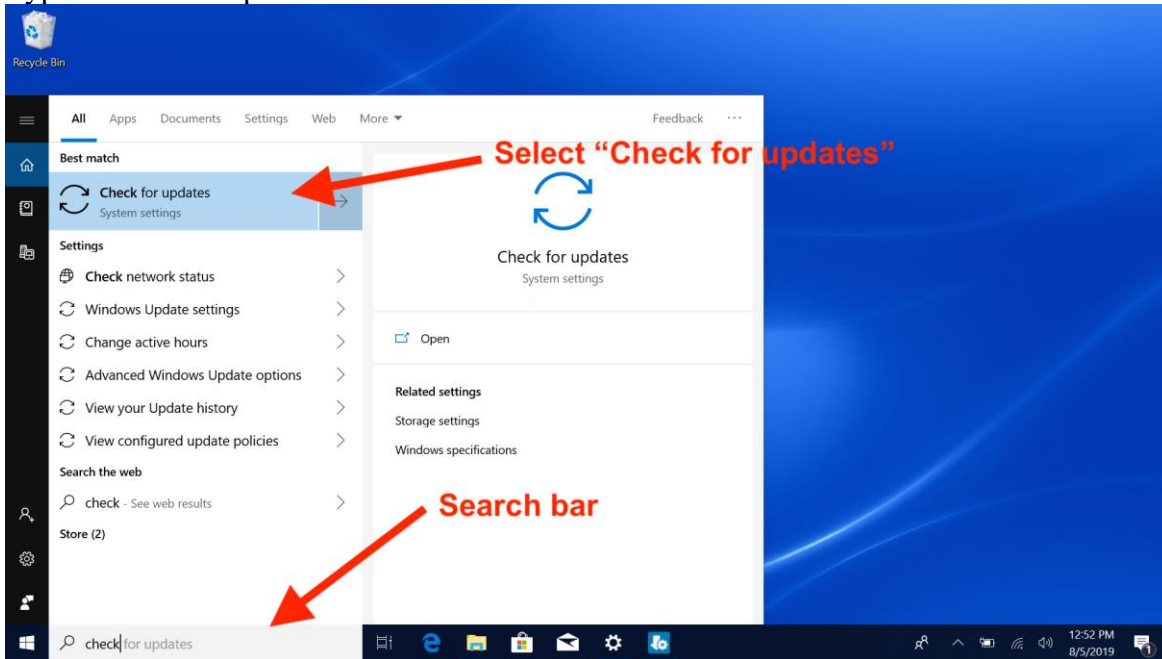 Recycle Bin
All Apps Documents Settings Web More Feedback ...
Best match
Select “Check for updates”
Check for updates
System settings
Check for updates
System settings
Settings
Check network status
Windows Update settings
Change active hours
Open
Advanced Windows Update options
Related settings
View your Update history
Storage settings
View configured update policies
Windows specifications
Search the web
check - See web results
Search bar
Store (2)
check for updates
12:52 PM
8/5/2019
1